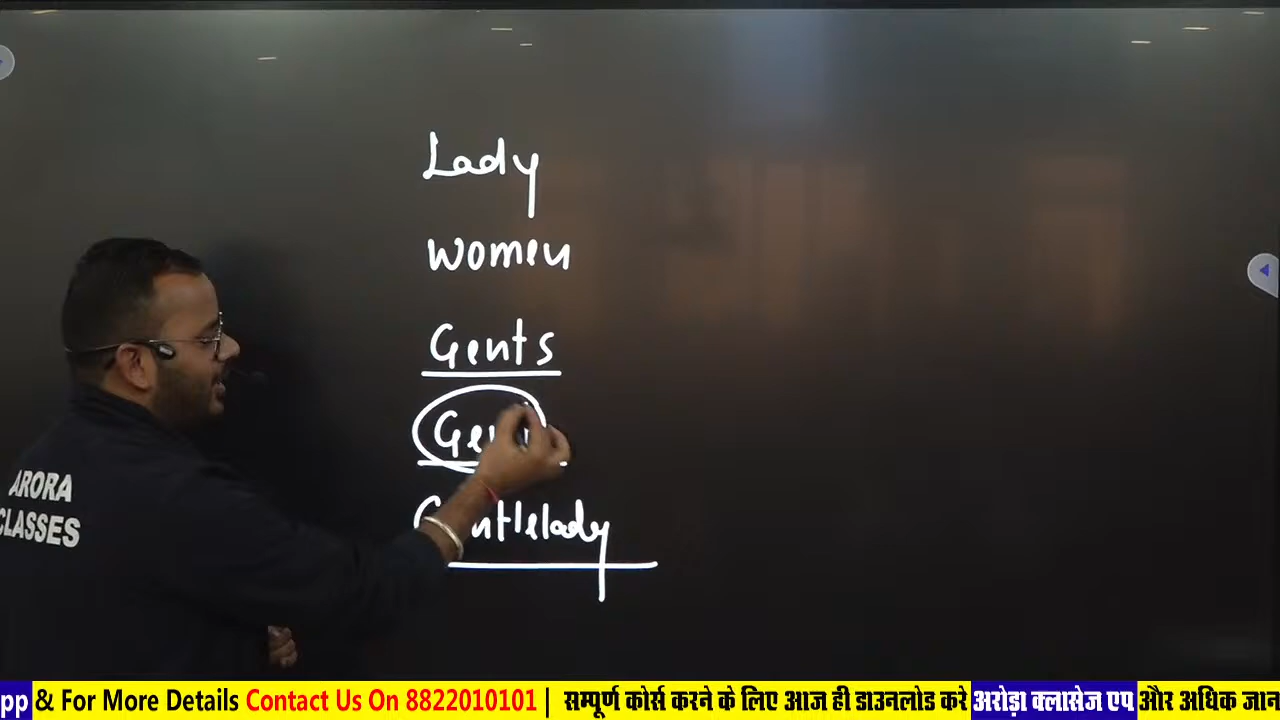 Lady
Women
Gents
Gentlelady
ARORA
CLASSES
pp & For More Details Contact Us On 8822010101 | सम्पूर्ण कोर्स करने के लिए आज ही डाउनलोड करे अरोड़ा क्लासेज एप और अधिक जान